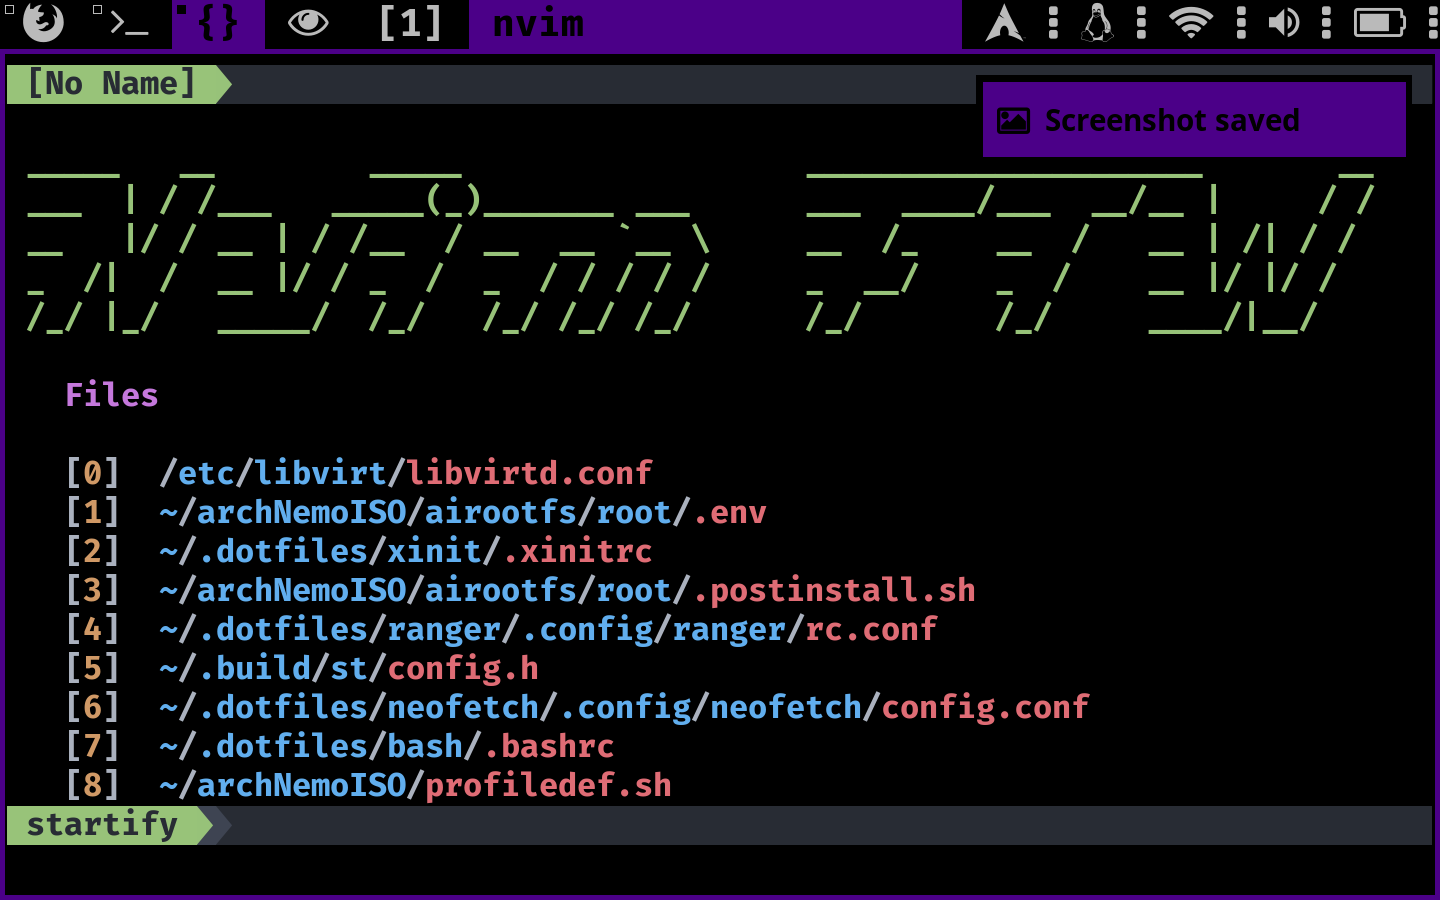 >_ {} [1] nvim
[No Name]
Screenshot saved
Nvim FTW
Files
[0] /etc/libvirt/libvirtd.conf
[1] ~/archNemoISO/airootfs/root/.env
[2] ~/.dotfiles/xinit/.xinitrc
[3] ~/archNemoISO/airootfs/root/.postinstall.sh
[4] ~/.dotfiles/ranger/.config/ranger/rc.conf
[5] ~/.build/st/config.h
[6] ~/.dotfiles/neofetch/.config/neofetch/config.conf
[7] ~/.dotfiles/bash/.bashrc
[8] ~/archNemoISO/profiledef.sh
startify